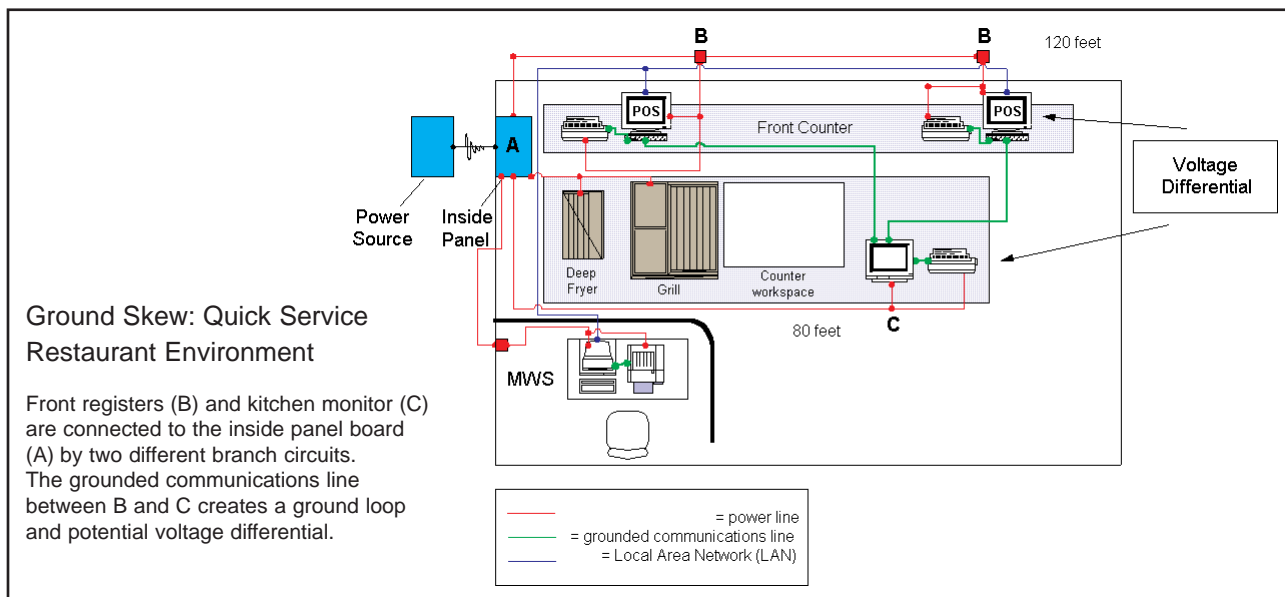 B
B
120 feet
POS
POS
Front Counter
A
Voltage
Differential
Power
Source
Inside
Panel
Deep
Fryer
Grill
Counter
workspace
C
80 feet
Ground Skew: Quick Service
Restaurant Environment
MWS
Front registers (B) and kitchen monitor (C)
are connected to the inside panel board
(A) by two different branch circuits.
The grounded communications line
between B and C creates a ground loop
and potential voltage differential.
= power line
= grounded communications line
= Local Area Network (LAN)